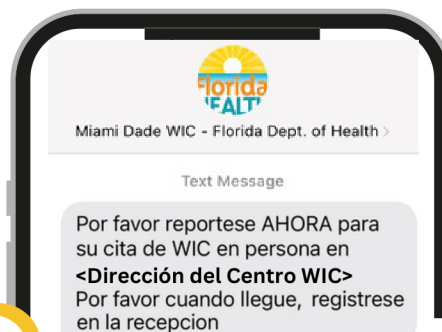 Florida
HEALTH
Miami Dade WIC - Florida Dept. of Health >
Text Message
Por favor reportese AHORA para
su cita de WIC en persona en
<Dirección del Centro WIC>
Por favor cuando llegue, registrese
en la recepcion